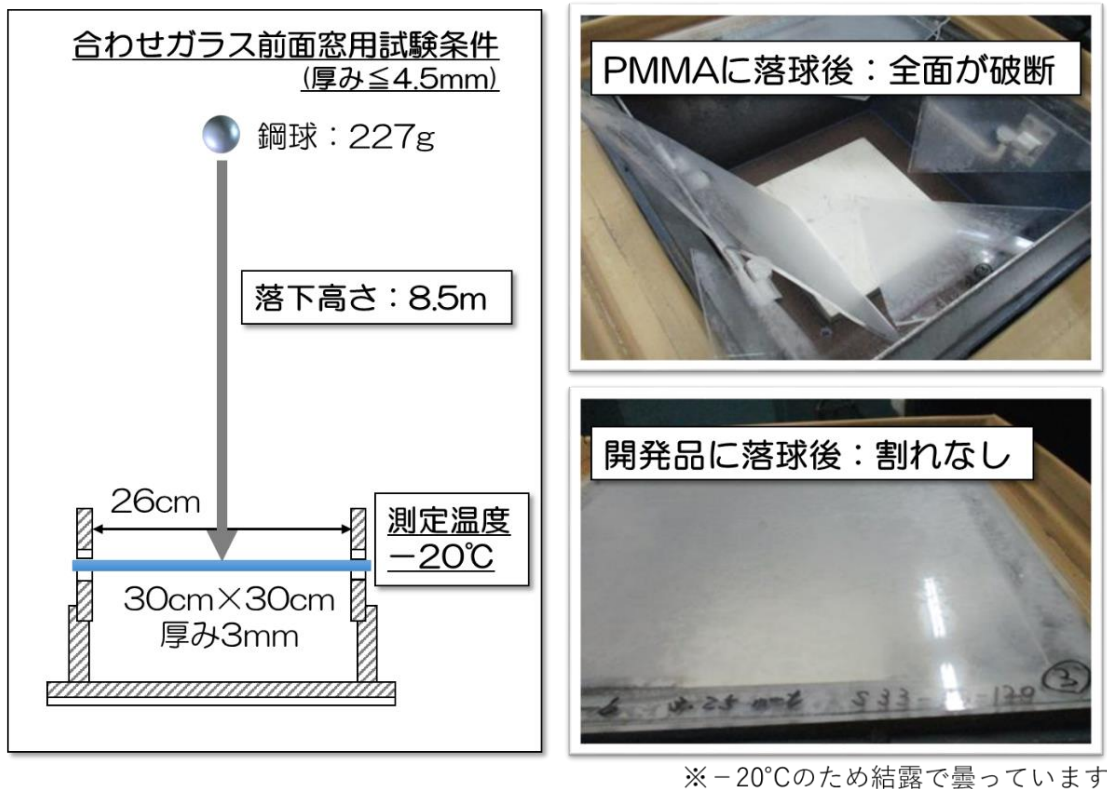 合わせガラス前面窓用試験条件
(厚み≦4.5mm)
鋼球：227g
落下高さ：8.5m
26cm
測定温度
－20℃
30cm×30cm
厚み3mm
PMMAに落球後：全面が破断
開発品に落球後：割れなし
③
※－20℃のため結露で曇っています